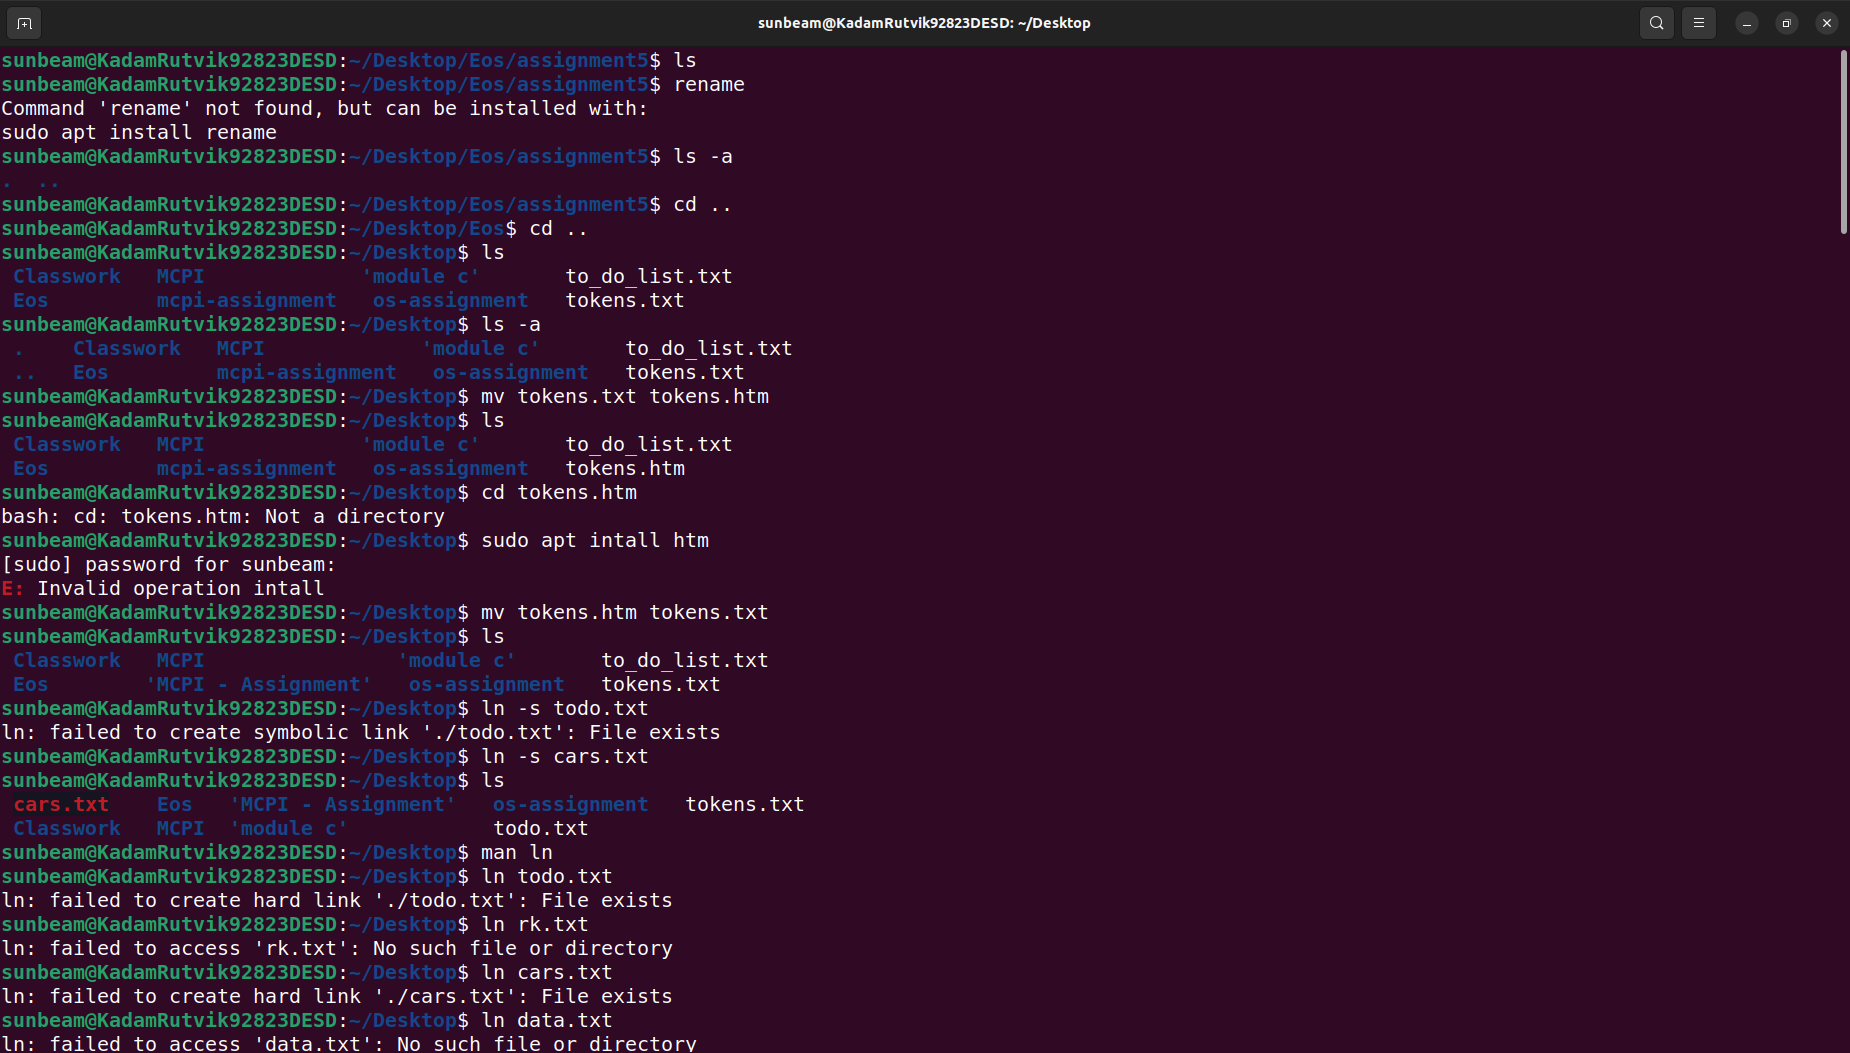 sunbeam@KadamRutvik92823DESD: ~/Desktop
sunbeam@KadamRutvik92823DESD:~/Desktop/Eos/assignment5$ ls
sunbeam@KadamRutvik92823DESD:~/Desktop/Eos/assignment5$ rename
Command 'rename' not found, but can be installed with:
sudo apt install rename
sunbeam@KadamRutvik92823DESD:~/Desktop/Eos/assignment5$ ls -a
.  ..
sunbeam@KadamRutvik92823DESD:~/Desktop/Eos/assignment5$ cd ..
sunbeam@KadamRutvik92823DESD:~/Desktop/Eos$ cd ..
sunbeam@KadamRutvik92823DESD:~/Desktop$ ls
 Classwork   MCPI             'module c'       to_do_list.txt
 Eos         mcpi-assignment   os-assignment   tokens.txt
sunbeam@KadamRutvik92823DESD:~/Desktop$ ls -a
 .    Classwork   MCPI             'module c'       to_do_list.txt
 ..   Eos         mcpi-assignment   os-assignment   tokens.txt
sunbeam@KadamRutvik92823DESD:~/Desktop$ mv tokens.txt tokens.htm
sunbeam@KadamRutvik92823DESD:~/Desktop$ ls
 Classwork   MCPI             'module c'       to_do_list.txt
 Eos         mcpi-assignment   os-assignment   tokens.htm
sunbeam@KadamRutvik92823DESD:~/Desktop$ cd tokens.htm
bash: cd: tokens.htm: Not a directory
sunbeam@KadamRutvik92823DESD:~/Desktop$ sudo apt intall htm
[sudo] password for sunbeam:
E: Invalid operation intall
sunbeam@KadamRutvik92823DESD:~/Desktop$ mv tokens.htm tokens.txt
sunbeam@KadamRutvik92823DESD:~/Desktop$ ls
 Classwork   MCPI                'module c'       to_do_list.txt
 Eos        'MCPI - Assignment'   os-assignment   tokens.txt
sunbeam@KadamRutvik92823DESD:~/Desktop$ ln -s todo.txt
ln: failed to create symbolic link './todo.txt': File exists
sunbeam@KadamRutvik92823DESD:~/Desktop$ ln -s cars.txt
sunbeam@KadamRutvik92823DESD:~/Desktop$ ls
 cars.txt    Eos   'MCPI - Assignment'   os-assignment   tokens.txt
 Classwork   MCPI  'module c'            todo.txt
sunbeam@KadamRutvik92823DESD:~/Desktop$ man ln
sunbeam@KadamRutvik92823DESD:~/Desktop$ ln todo.txt
ln: failed to create hard link './todo.txt': File exists
sunbeam@KadamRutvik92823DESD:~/Desktop$ ln rk.txt
ln: failed to access 'rk.txt': No such file or directory
sunbeam@KadamRutvik92823DESD:~/Desktop$ ln cars.txt
ln: failed to create hard link './cars.txt': File exists
sunbeam@KadamRutvik92823DESD:~/Desktop$ ln data.txt
ln: failed to access 'data.txt': No such file or directory